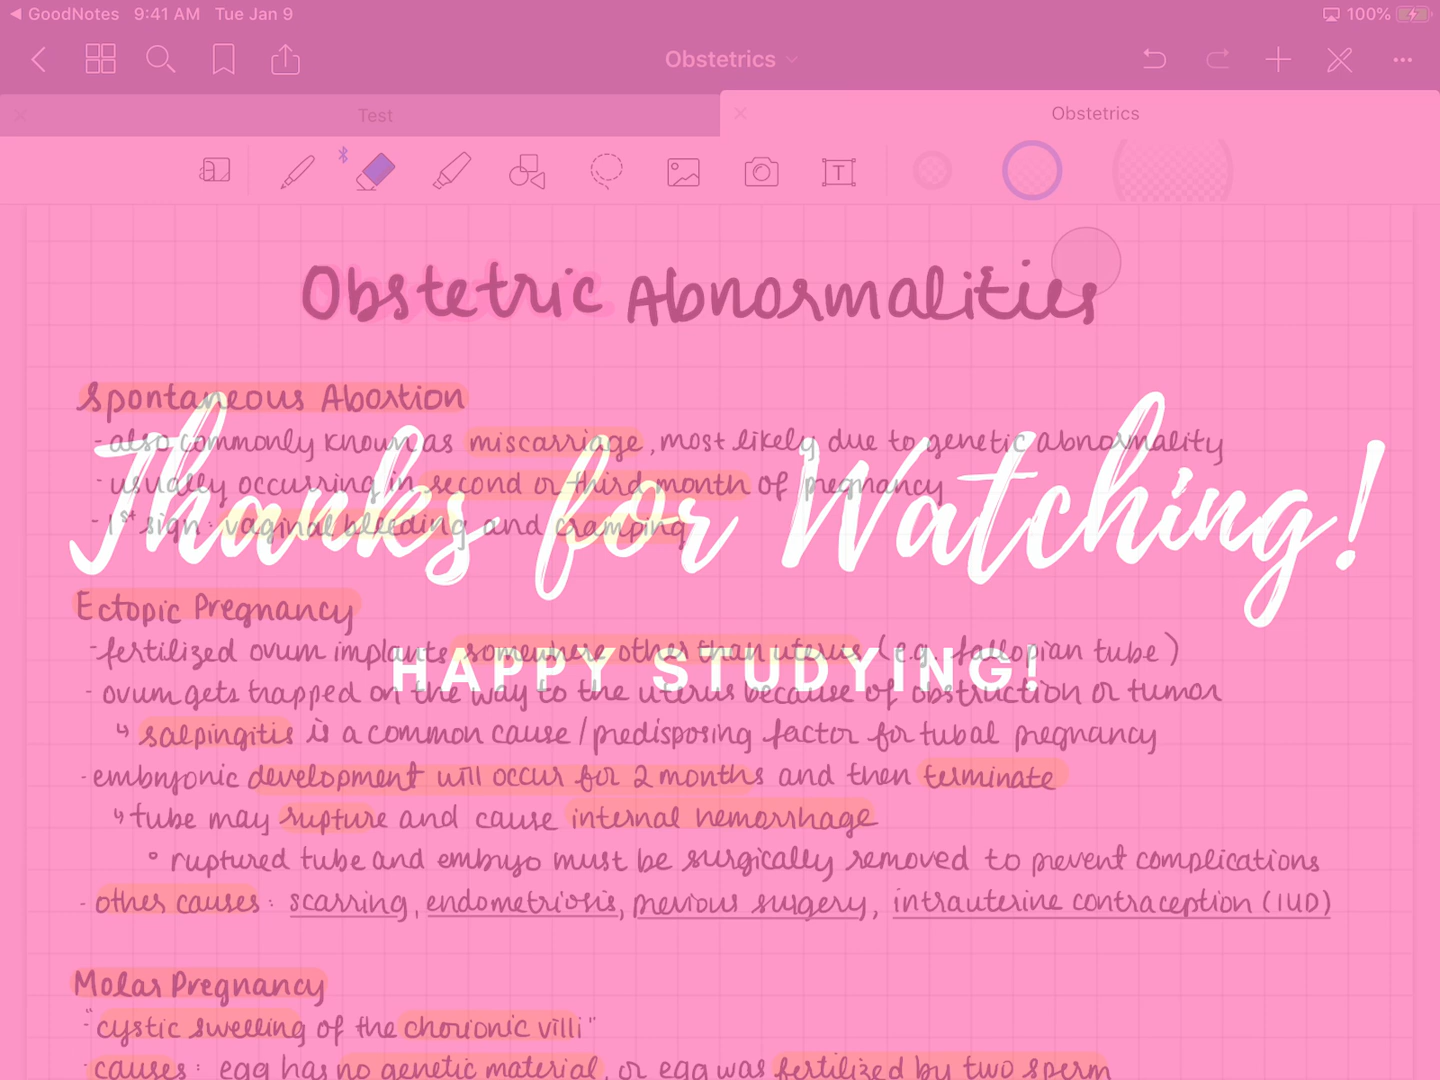 GoodNotes 9:41 AM Tue Jan 9 100%
Obstetrics
Test
Obstetrics
T
Obstetric Abnormalities
Spontaneous Abortion
- also commonly known as miscarriage, most likely due to genetic abnormality
- usually occurring in second or third month of pregnancy
- 1st sign: vaginal bleeding and cramping
Thanks for Watching!
Ectopic Pregnancy
- fertilized ovum implants somewhere other than uterus (e.g. fallopian tube)
HAPPY STUDYING!
- ovum gets trapped on the way to the uterus because of obstruction or tumor
↳ salpingitis is a common cause / predisposing factor for tubal pregnancy
- embryonic development will occur for 2 months and then terminate
↳ tube may rupture and cause internal hemorrhage
° ruptured tube and embryo must be surgically removed to prevent complications
- other causes: scarring, endometriosis, previous surgery, intrauterine contraception (IUD)
Molar Pregnancy
- "cystic swelling of the chorionic villi"
- causes: egg has no genetic material, or egg was fertilized by two sperm